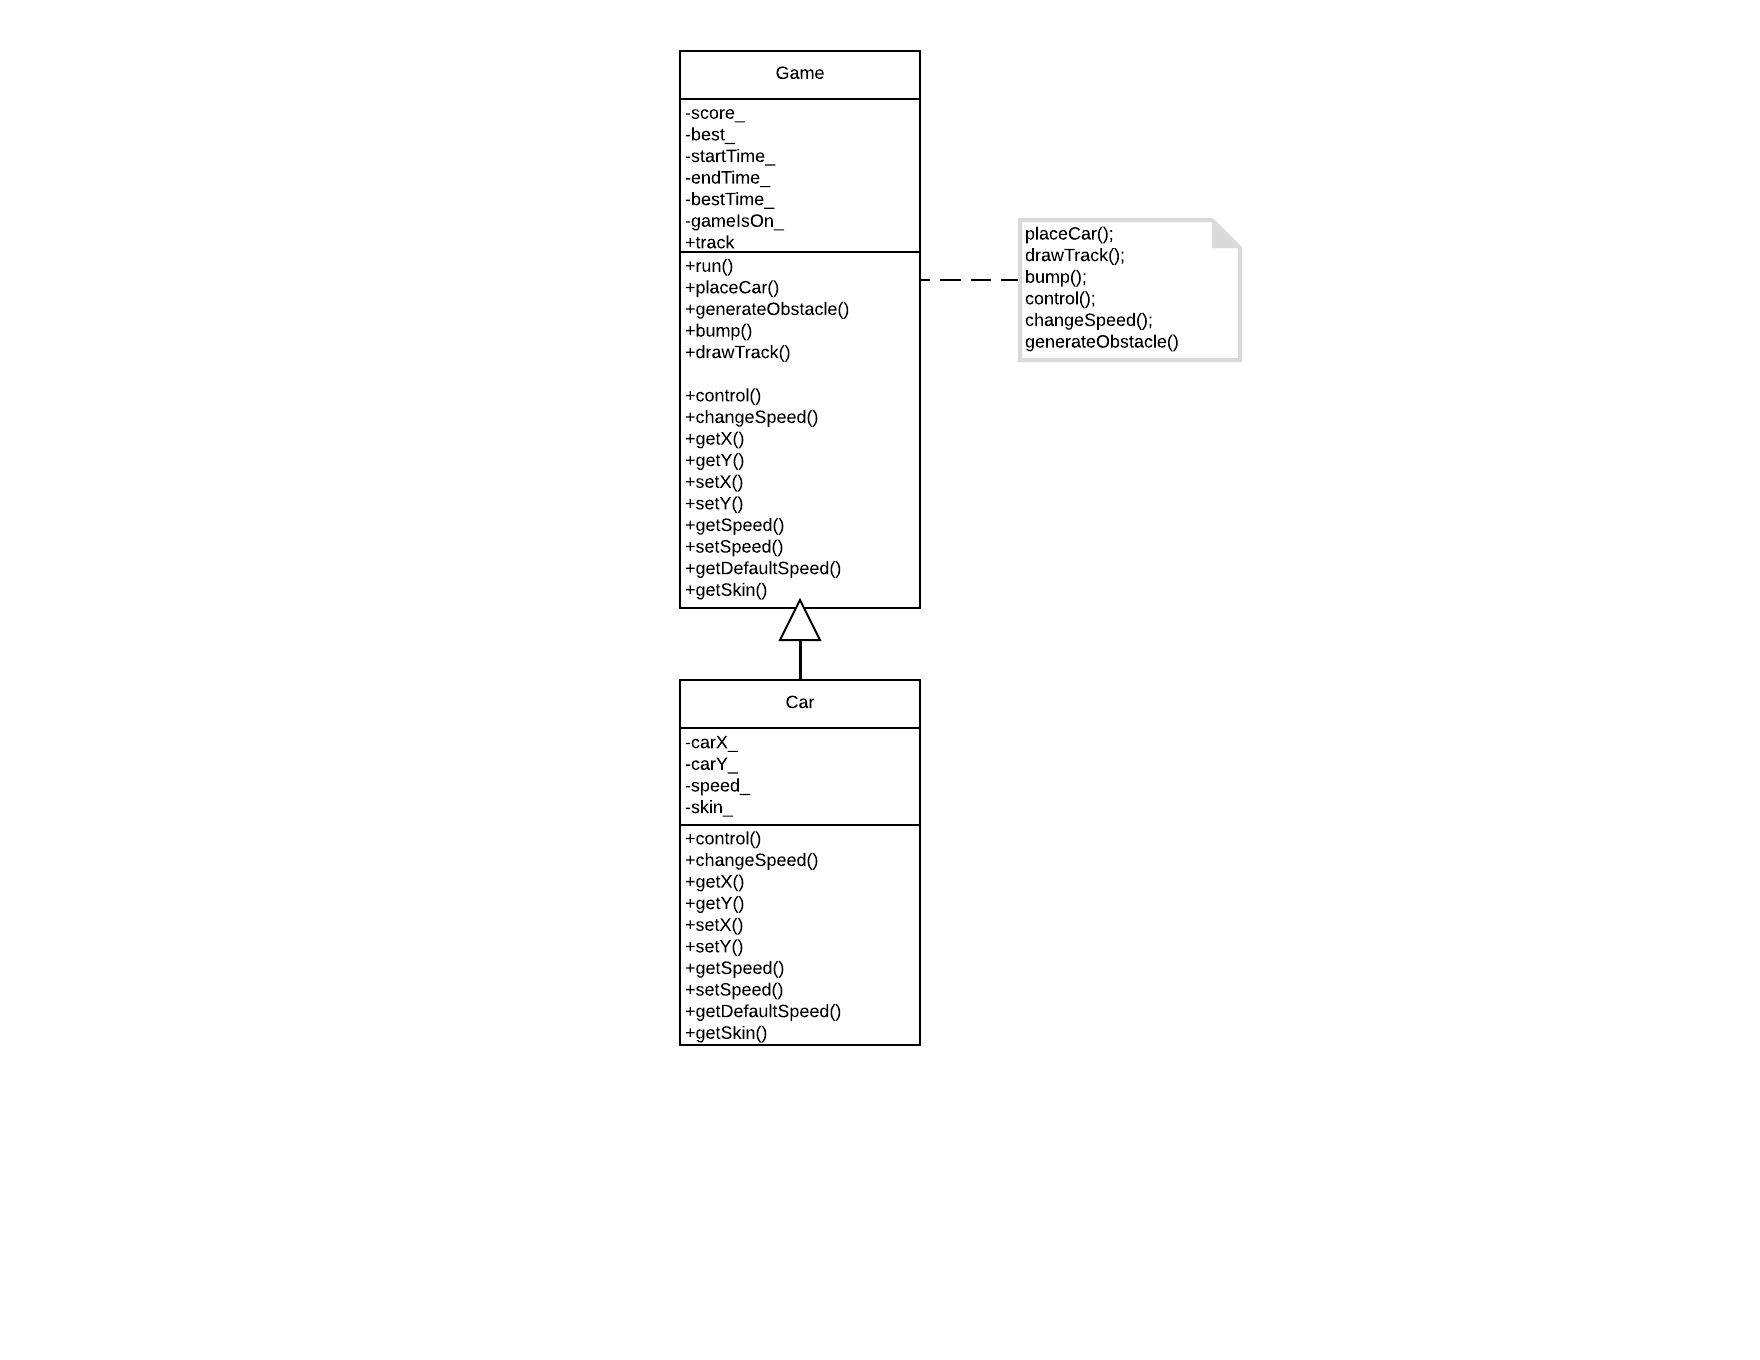 Game
-score_
-best_
-startTime_
-endTime_
-bestTime_
-gameIsOn_
+track
+run()
+placeCar()
+generateObstacle()
+bump()
+drawTrack()
+control()
+changeSpeed()
+getX()
+getY()
+setX()
+setY()
+getSpeed()
+setSpeed()
+getDefaultSpeed()
+getSkin()
placeCar();
drawTrack();
bump();
control();
changeSpeed();
generateObstacle()
Car
-carX_
-carY_
-speed_
-skin_
+control()
+changeSpeed()
+getX()
+getY()
+setX()
+setY()
+getSpeed()
+setSpeed()
+getDefaultSpeed()
+getSkin()